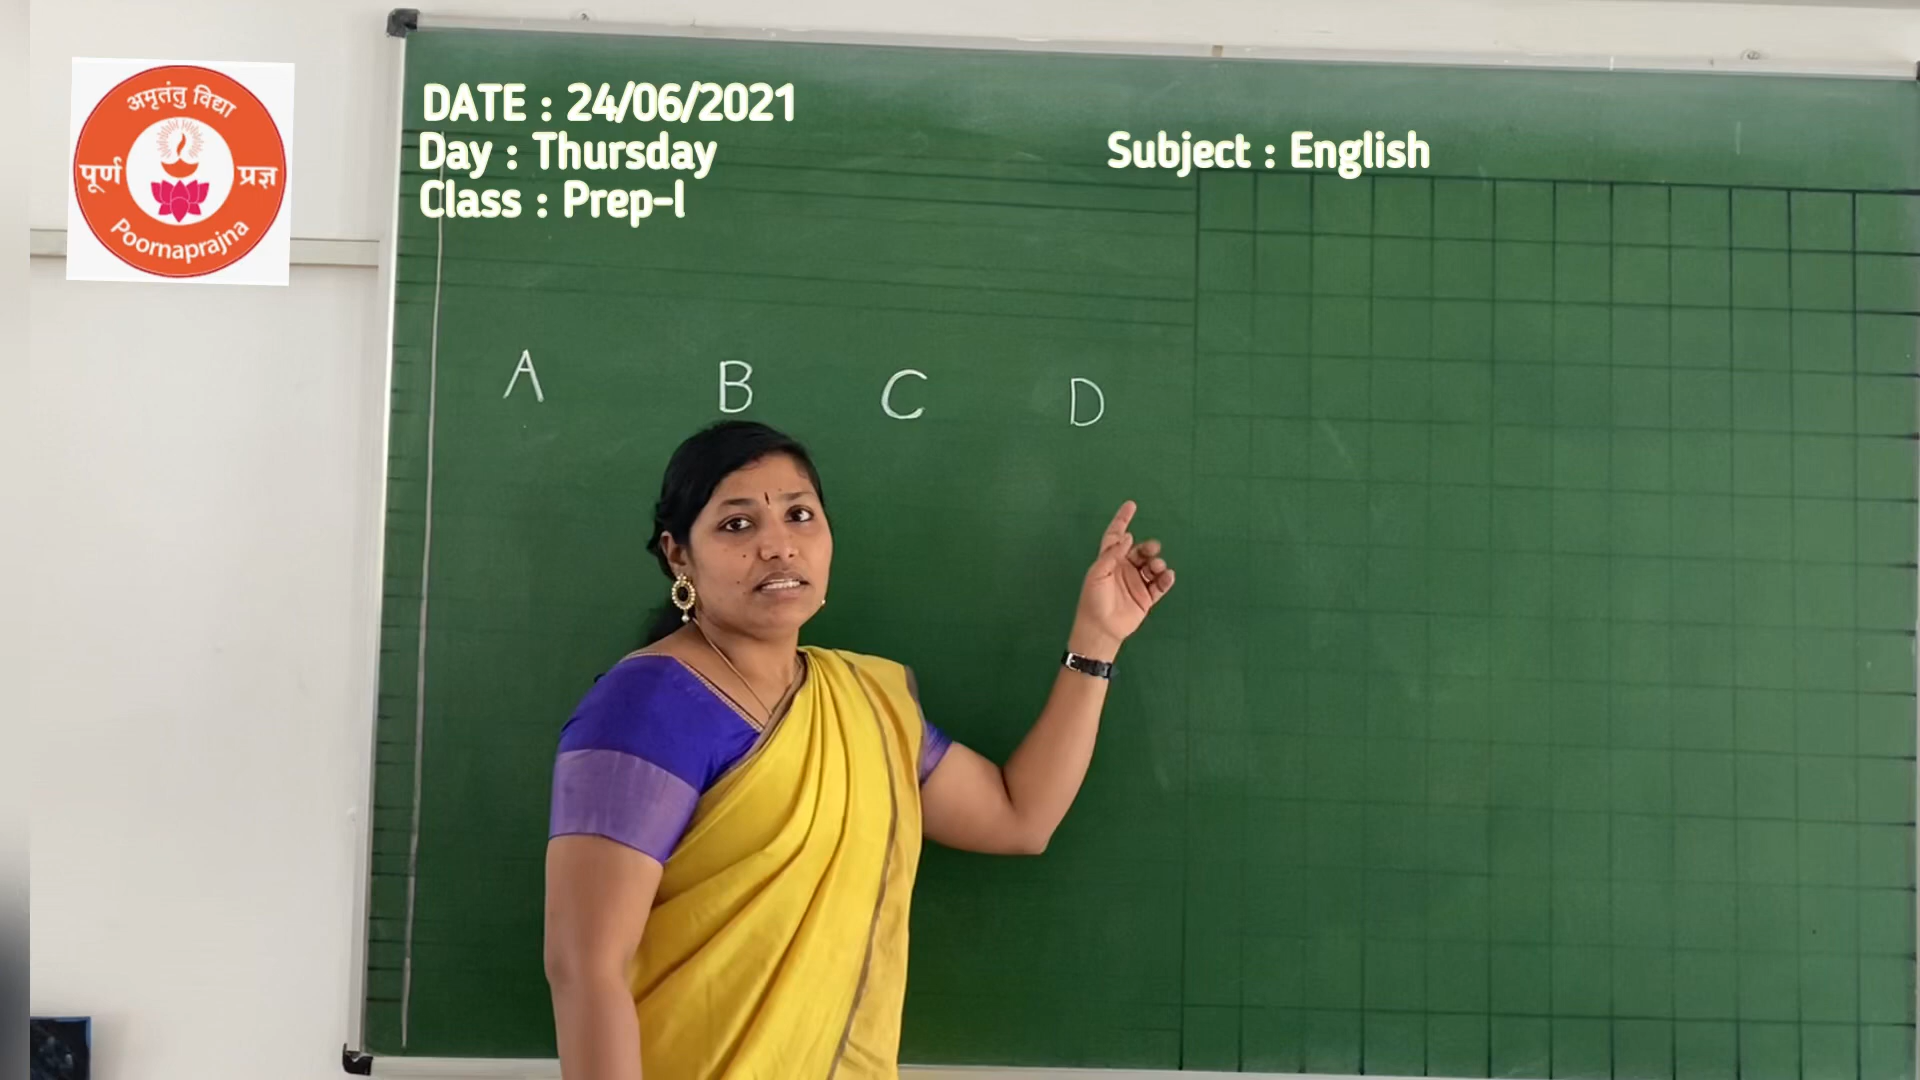 अमृतंतु विद्या
पूर्ण प्रज्ञ
Poornaprajna
DATE : 24/06/2021
Day : Thursday
Class : Prep-l
Subject : English
A B C D